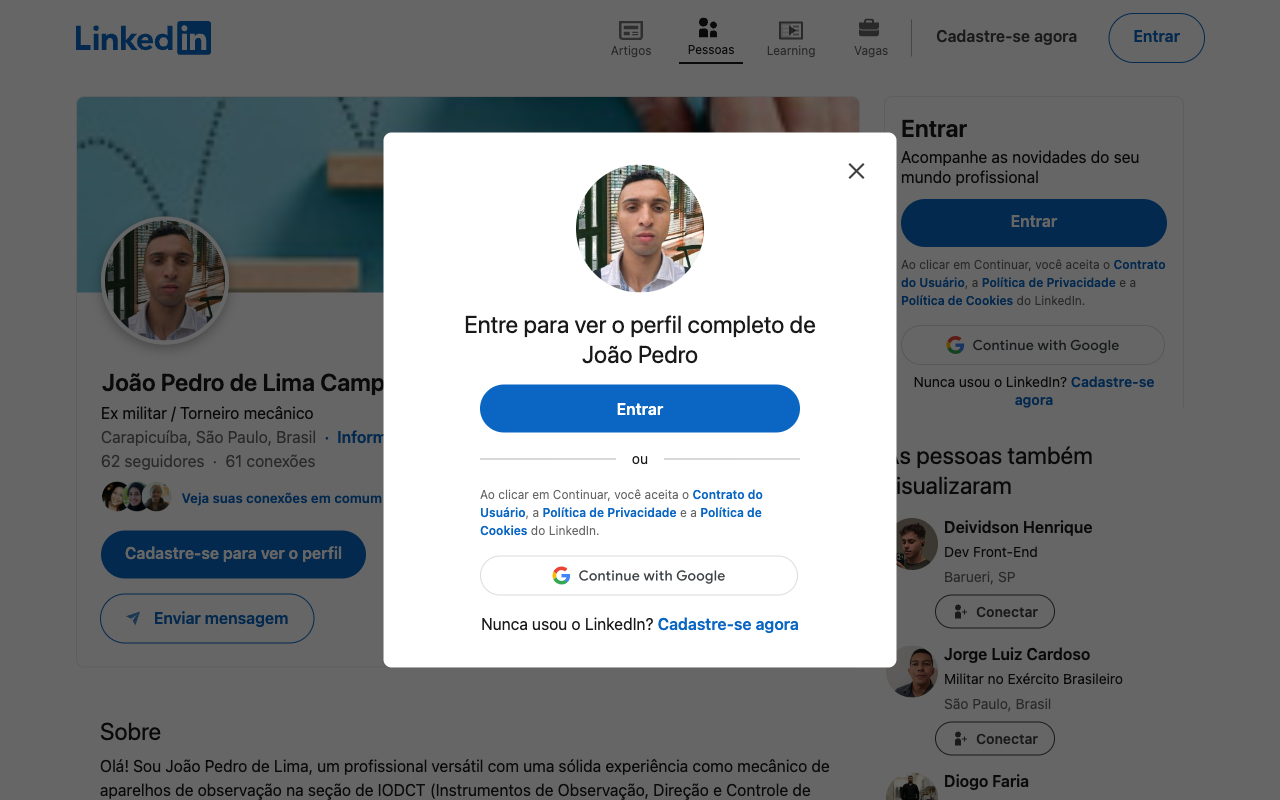 LinkedIn
Artigos
Pessoas
Learning
Vagas
Cadastre-se agora
Entrar
Entre para ver o perfil completo de
João Pedro
Entrar
ou
Ao clicar em Continuar, você aceita o Contrato do
Usuário, a Política de Privacidade e a Política de
Cookies do LinkedIn.
Continue with Google
Nunca usou o LinkedIn? Cadastre-se agora
João Pedro de Lima Camp
Ex militar / Torneiro mecânico
Carapicuíba, São Paulo, Brasil · Inform
62 seguidores · 61 conexões
Veja suas conexões em comum
Cadastre-se para ver o perfil
Enviar mensagem
Sobre
Olá! Sou João Pedro de Lima, um profissional versátil com uma sólida experiência como mecânico de
aparelhos de observação na seção de IODCT (Instrumentos de Observação, Direção e Controle de
Entrar
Acompanhe as novidades do seu
mundo profissional
Entrar
Ao clicar em Continuar, você aceita o Contrato
do Usuário, a Política de Privacidade e a
Política de Cookies do LinkedIn.
Continue with Google
Nunca usou o LinkedIn? Cadastre-se
agora
As pessoas também
visualizaram
Deividson Henrique
Dev Front-End
Barueri, SP
Conectar
Jorge Luiz Cardoso
Militar no Exército Brasileiro
São Paulo, Brasil
Conectar
Diogo Faria